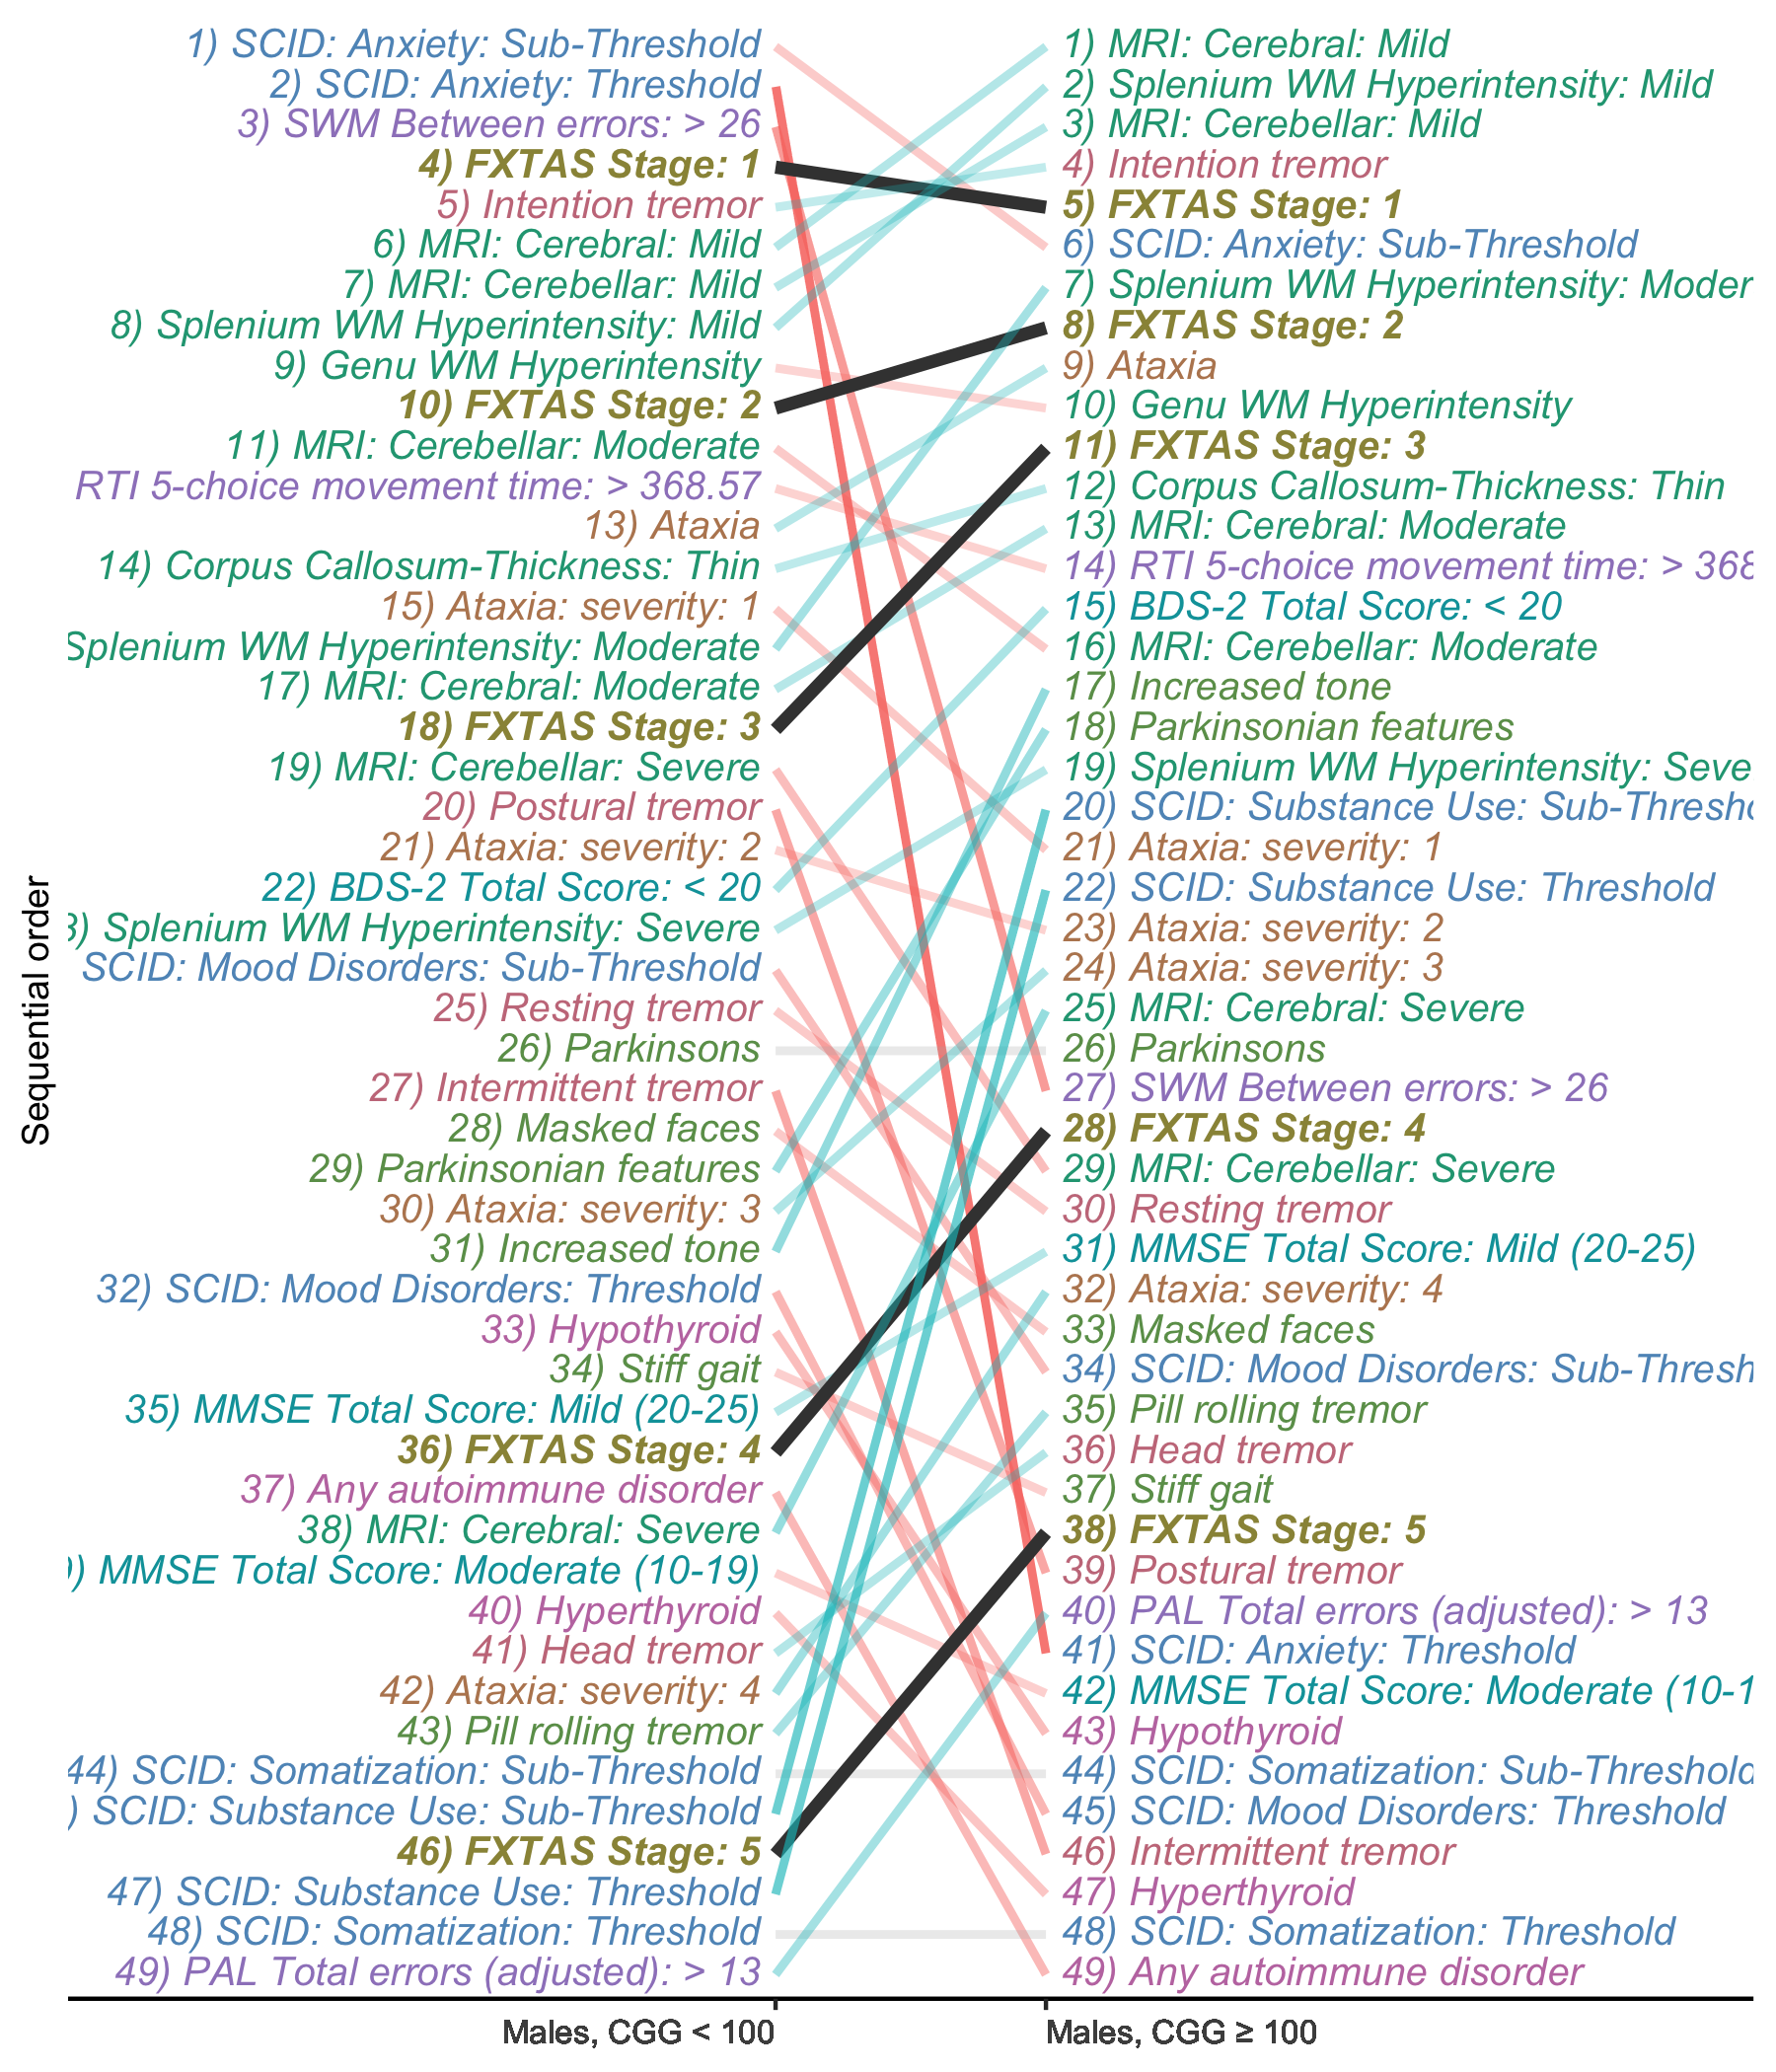 1) SCID: Anxiety: Sub-Threshold
2) SCID: Anxiety: Threshold
3) SWM Between errors: > 26
4) FXTAS Stage: 1
5) Intention tremor
6) MRI: Cerebral: Mild
7) MRI: Cerebellar: Mild
8) Splenium WM Hyperintensity: Mild
9) Genu WM Hyperintensity
10) FXTAS Stage: 2
11) MRI: Cerebellar: Moderate
RTI 5-choice movement time: > 368.57
13) Ataxia
14) Corpus Callosum-Thickness: Thin
15) Ataxia: severity: 1
Splenium WM Hyperintensity: Moderate
17) MRI: Cerebral: Moderate
18) FXTAS Stage: 3
19) MRI: Cerebellar: Severe
20) Postural tremor
21) Ataxia: severity: 2
22) BDS-2 Total Score: < 20
3) Splenium WM Hyperintensity: Severe
SCID: Mood Disorders: Sub-Threshold
25) Resting tremor
26) Parkinsons
27) Intermittent tremor
28) Masked faces
29) Parkinsonian features
30) Ataxia: severity: 3
31) Increased tone
32) SCID: Mood Disorders: Threshold
33) Hypothyroid
34) Stiff gait
35) MMSE Total Score: Mild (20-25)
36) FXTAS Stage: 4
37) Any autoimmune disorder
38) MRI: Cerebral: Severe
) MMSE Total Score: Moderate (10-19)
40) Hyperthyroid
41) Head tremor
42) Ataxia: severity: 4
43) Pill rolling tremor
44) SCID: Somatization: Sub-Threshold
) SCID: Substance Use: Sub-Threshold
46) FXTAS Stage: 5
47) SCID: Substance Use: Threshold
48) SCID: Somatization: Threshold
49) PAL Total errors (adjusted): > 13
1) MRI: Cerebral: Mild
2) Splenium WM Hyperintensity: Mild
3) MRI: Cerebellar: Mild
4) Intention tremor
5) FXTAS Stage: 1
6) SCID: Anxiety: Sub-Threshold
7) Splenium WM Hyperintensity: Moder
8) FXTAS Stage: 2
9) Ataxia
10) Genu WM Hyperintensity
11) FXTAS Stage: 3
12) Corpus Callosum-Thickness: Thin
13) MRI: Cerebral: Moderate
14) RTI 5-choice movement time: > 368
15) BDS-2 Total Score: < 20
16) MRI: Cerebellar: Moderate
17) Increased tone
18) Parkinsonian features
19) Splenium WM Hyperintensity: Seve
20) SCID: Substance Use: Sub-Thresho
21) Ataxia: severity: 1
22) SCID: Substance Use: Threshold
23) Ataxia: severity: 2
24) Ataxia: severity: 3
25) MRI: Cerebral: Severe
26) Parkinsons
27) SWM Between errors: > 26
28) FXTAS Stage: 4
29) MRI: Cerebellar: Severe
30) Resting tremor
31) MMSE Total Score: Mild (20-25)
32) Ataxia: severity: 4
33) Masked faces
34) SCID: Mood Disorders: Sub-Thresh
35) Pill rolling tremor
36) Head tremor
37) Stiff gait
38) FXTAS Stage: 5
39) Postural tremor
40) PAL Total errors (adjusted): > 13
41) SCID: Anxiety: Threshold
42) MMSE Total Score: Moderate (10-1
43) Hypothyroid
44) SCID: Somatization: Sub-Threshold
45) SCID: Mood Disorders: Threshold
46) Intermittent tremor
47) Hyperthyroid
48) SCID: Somatization: Threshold
49) Any autoimmune disorder
Sequential order
Males, CGG < 100
Males, CGG ≥ 100